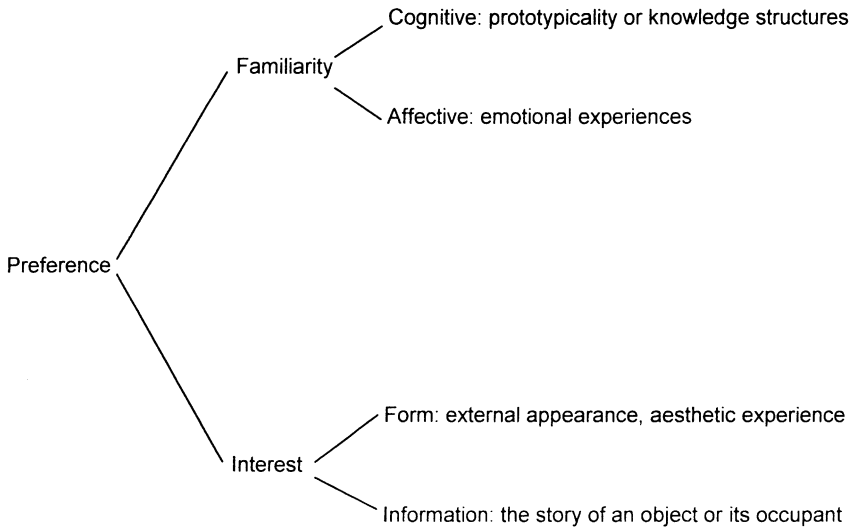 Cognitive: prototypicality or knowledge structures
Familiarity
Affective: emotional experiences
Preference
Form: external appearance, aesthetic experience
Interest
Information: the story of an object or its occupant